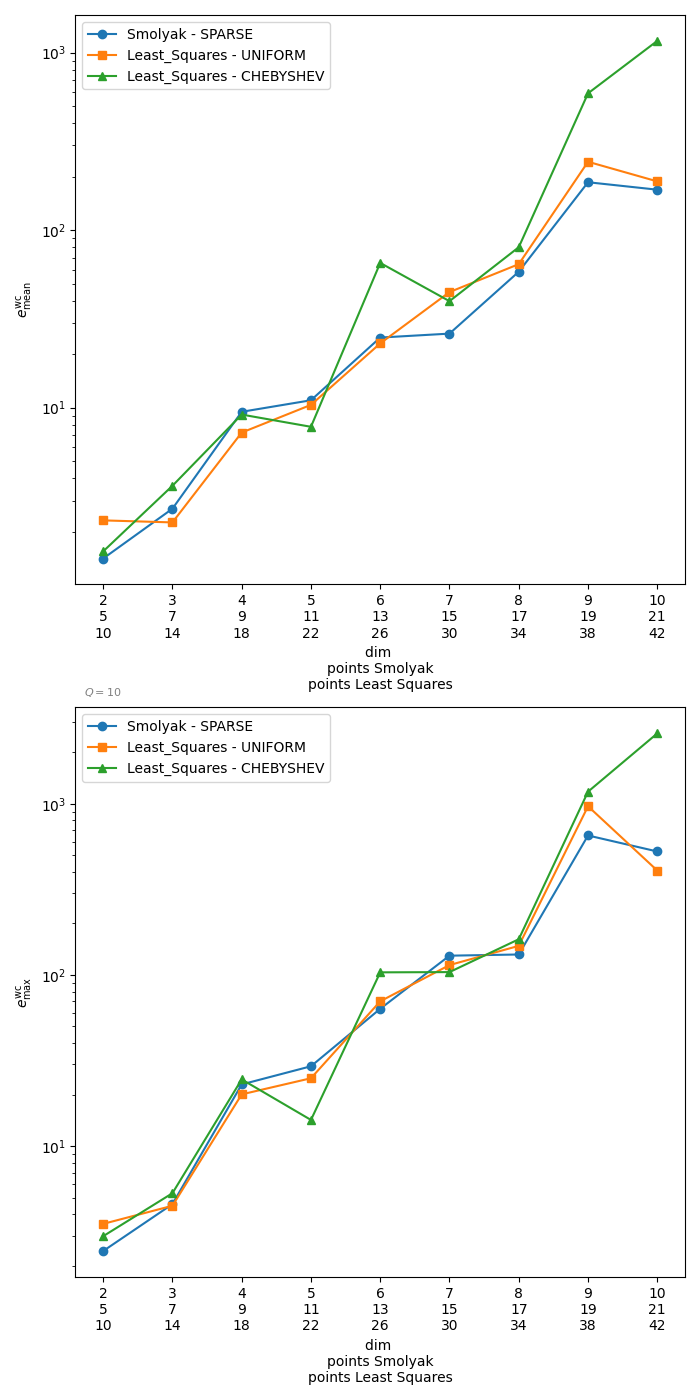 Smolyak - SPARSE
Least_Squares - UNIFORM
Least_Squares - CHEBYSHEV
10³
10²
10¹
e^wc_mean
2 3 4 5 6 7 8 9 10
5 7 9 11 13 15 17 19 21
10 14 18 22 26 30 34 38 42
dim
points Smolyak
points Least Squares
Q = 10
Smolyak - SPARSE
Least_Squares - UNIFORM
Least_Squares - CHEBYSHEV
10³
10²
10¹
e^wc_max
2 3 4 5 6 7 8 9 10
5 7 9 11 13 15 17 19 21
10 14 18 22 26 30 34 38 42
dim
points Smolyak
points Least Squares